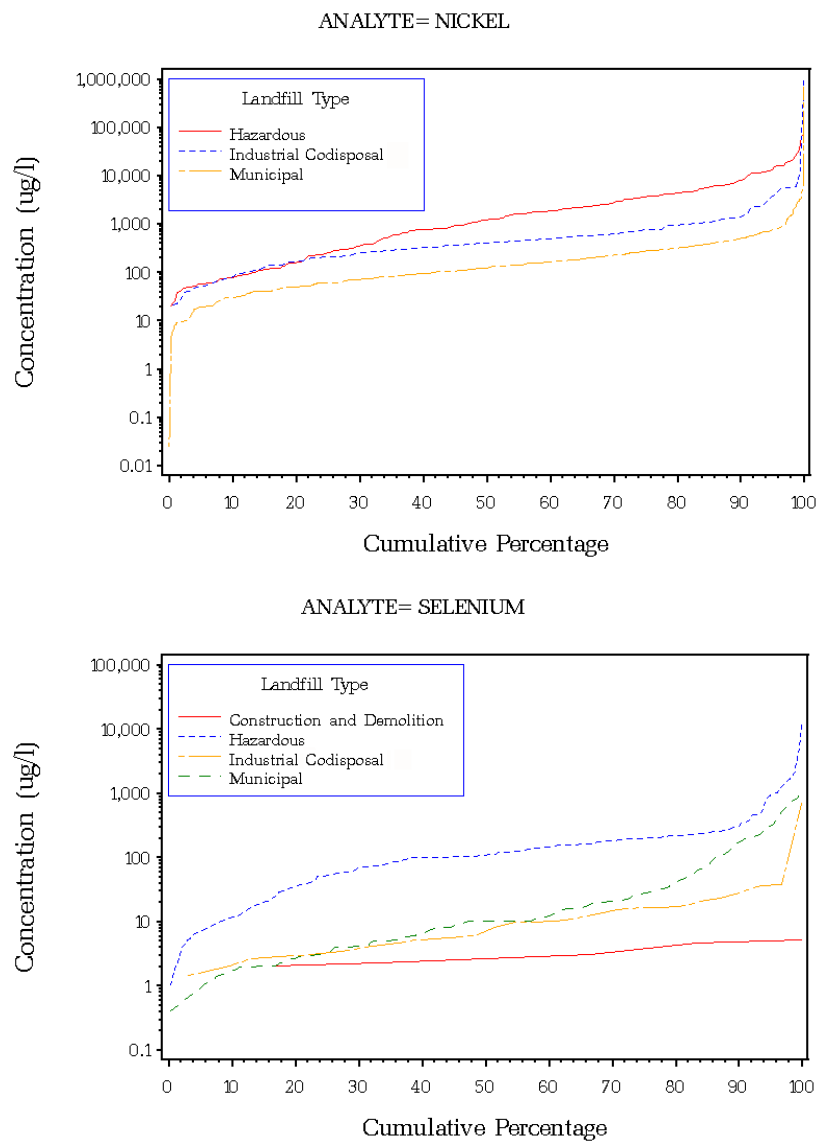 ANALYTE= NICKEL
1,000,000
100,000
10,000
1,000
100
10
1
0.1
0.01
Concentration (ug/l)
Landfill Type
Hazardous
Industrial Codisposal
Municipal
0 10 20 30 40 50 60 70 80 90 100
Cumulative Percentage
ANALYTE= SELENIUM
100,000
10,000
1,000
100
10
1
0.1
Concentration (ug/l)
Landfill Type
Construction and Demolition
Hazardous
Industrial Codisposal
Municipal
0 10 20 30 40 50 60 70 80 90 100
Cumulative Percentage